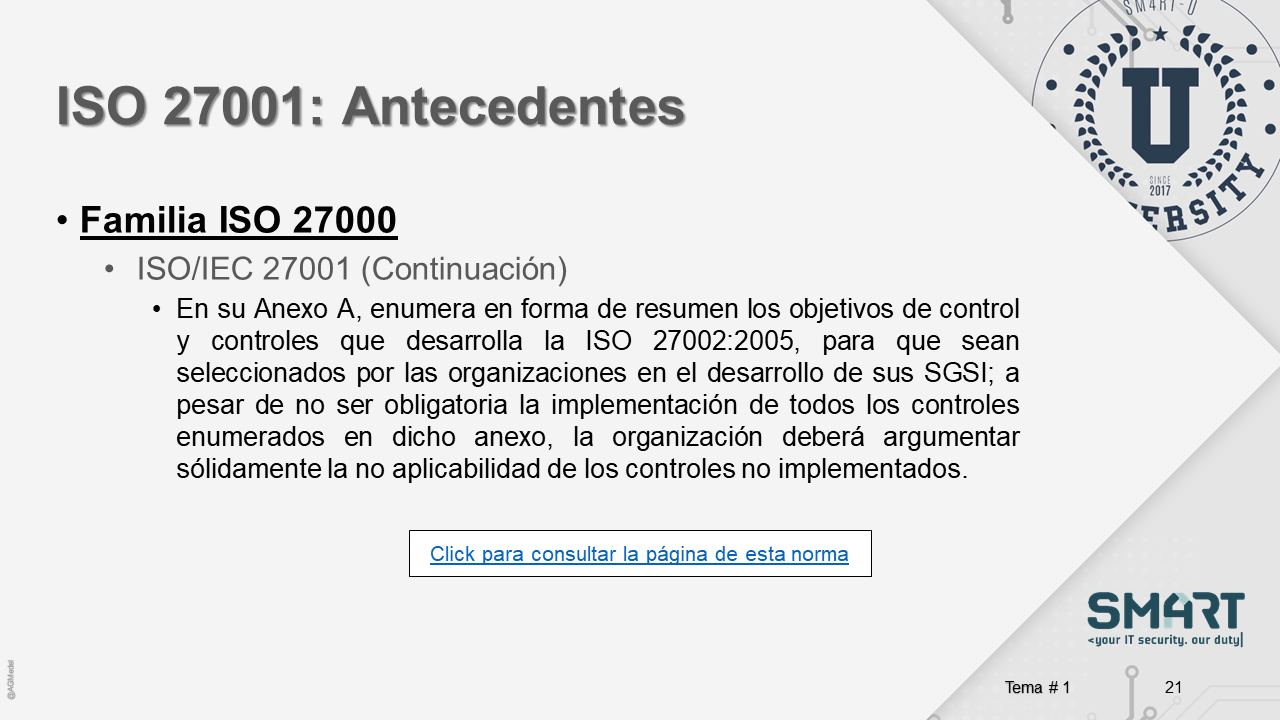 SM4RT-U
ISO 27001: Antecedentes
U
SINCE
2017
• Familia ISO 27000
• ISO/IEC 27001 (Continuación)
• En su Anexo A, enumera en forma de resumen los objetivos de control
y controles que desarrolla la ISO 27002:2005, para que sean
seleccionados por las organizaciones en el desarrollo de sus SGSI; a
pesar de no ser obligatoria la implementación de todos los controles
enumerados en dicho anexo, la organización deberá argumentar
sólidamente la no aplicabilidad de los controles no implementados.
Click para consultar la página de esta norma
SM4RT
<your IT security. our duty|
@AGMedel
Tema # 1
21